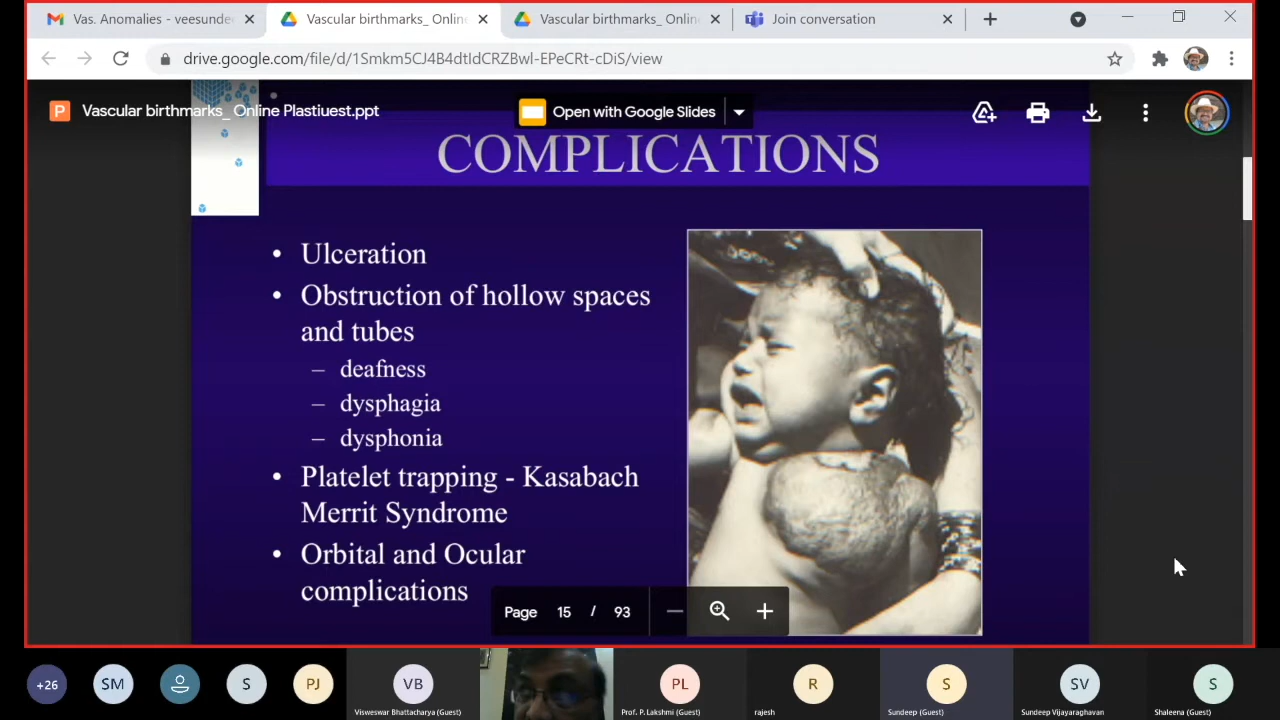 Vas. Anomalies - veesunde
Vascular birthmarks_ Onlin
Vascular birthmarks_ Onlin
Join conversation
drive.google.com/file/d/1Smkm5CJ4B4dtIdCRZBwl-EPeCRt-cDiS/view
P
Vascular birthmarks_ Online Plastiuest.ppt
Open with Google Slides
COMPLICATIONS
• Ulceration
• Obstruction of hollow spaces
and tubes
– deafness
– dysphagia
– dysphonia
• Platelet trapping - Kasabach
Merrit Syndrome
• Orbital and Ocular
complications
Page 15 / 93
+26
SM
S
PJ
VB
PL
R
S
SV
S
Visweswar Bhattacharya (Guest)
Prof. P. Lakshmi (Guest)
rajesh
Sundeep (Guest)
Sundeep Vijayaraghavan
Shaleena (Guest)